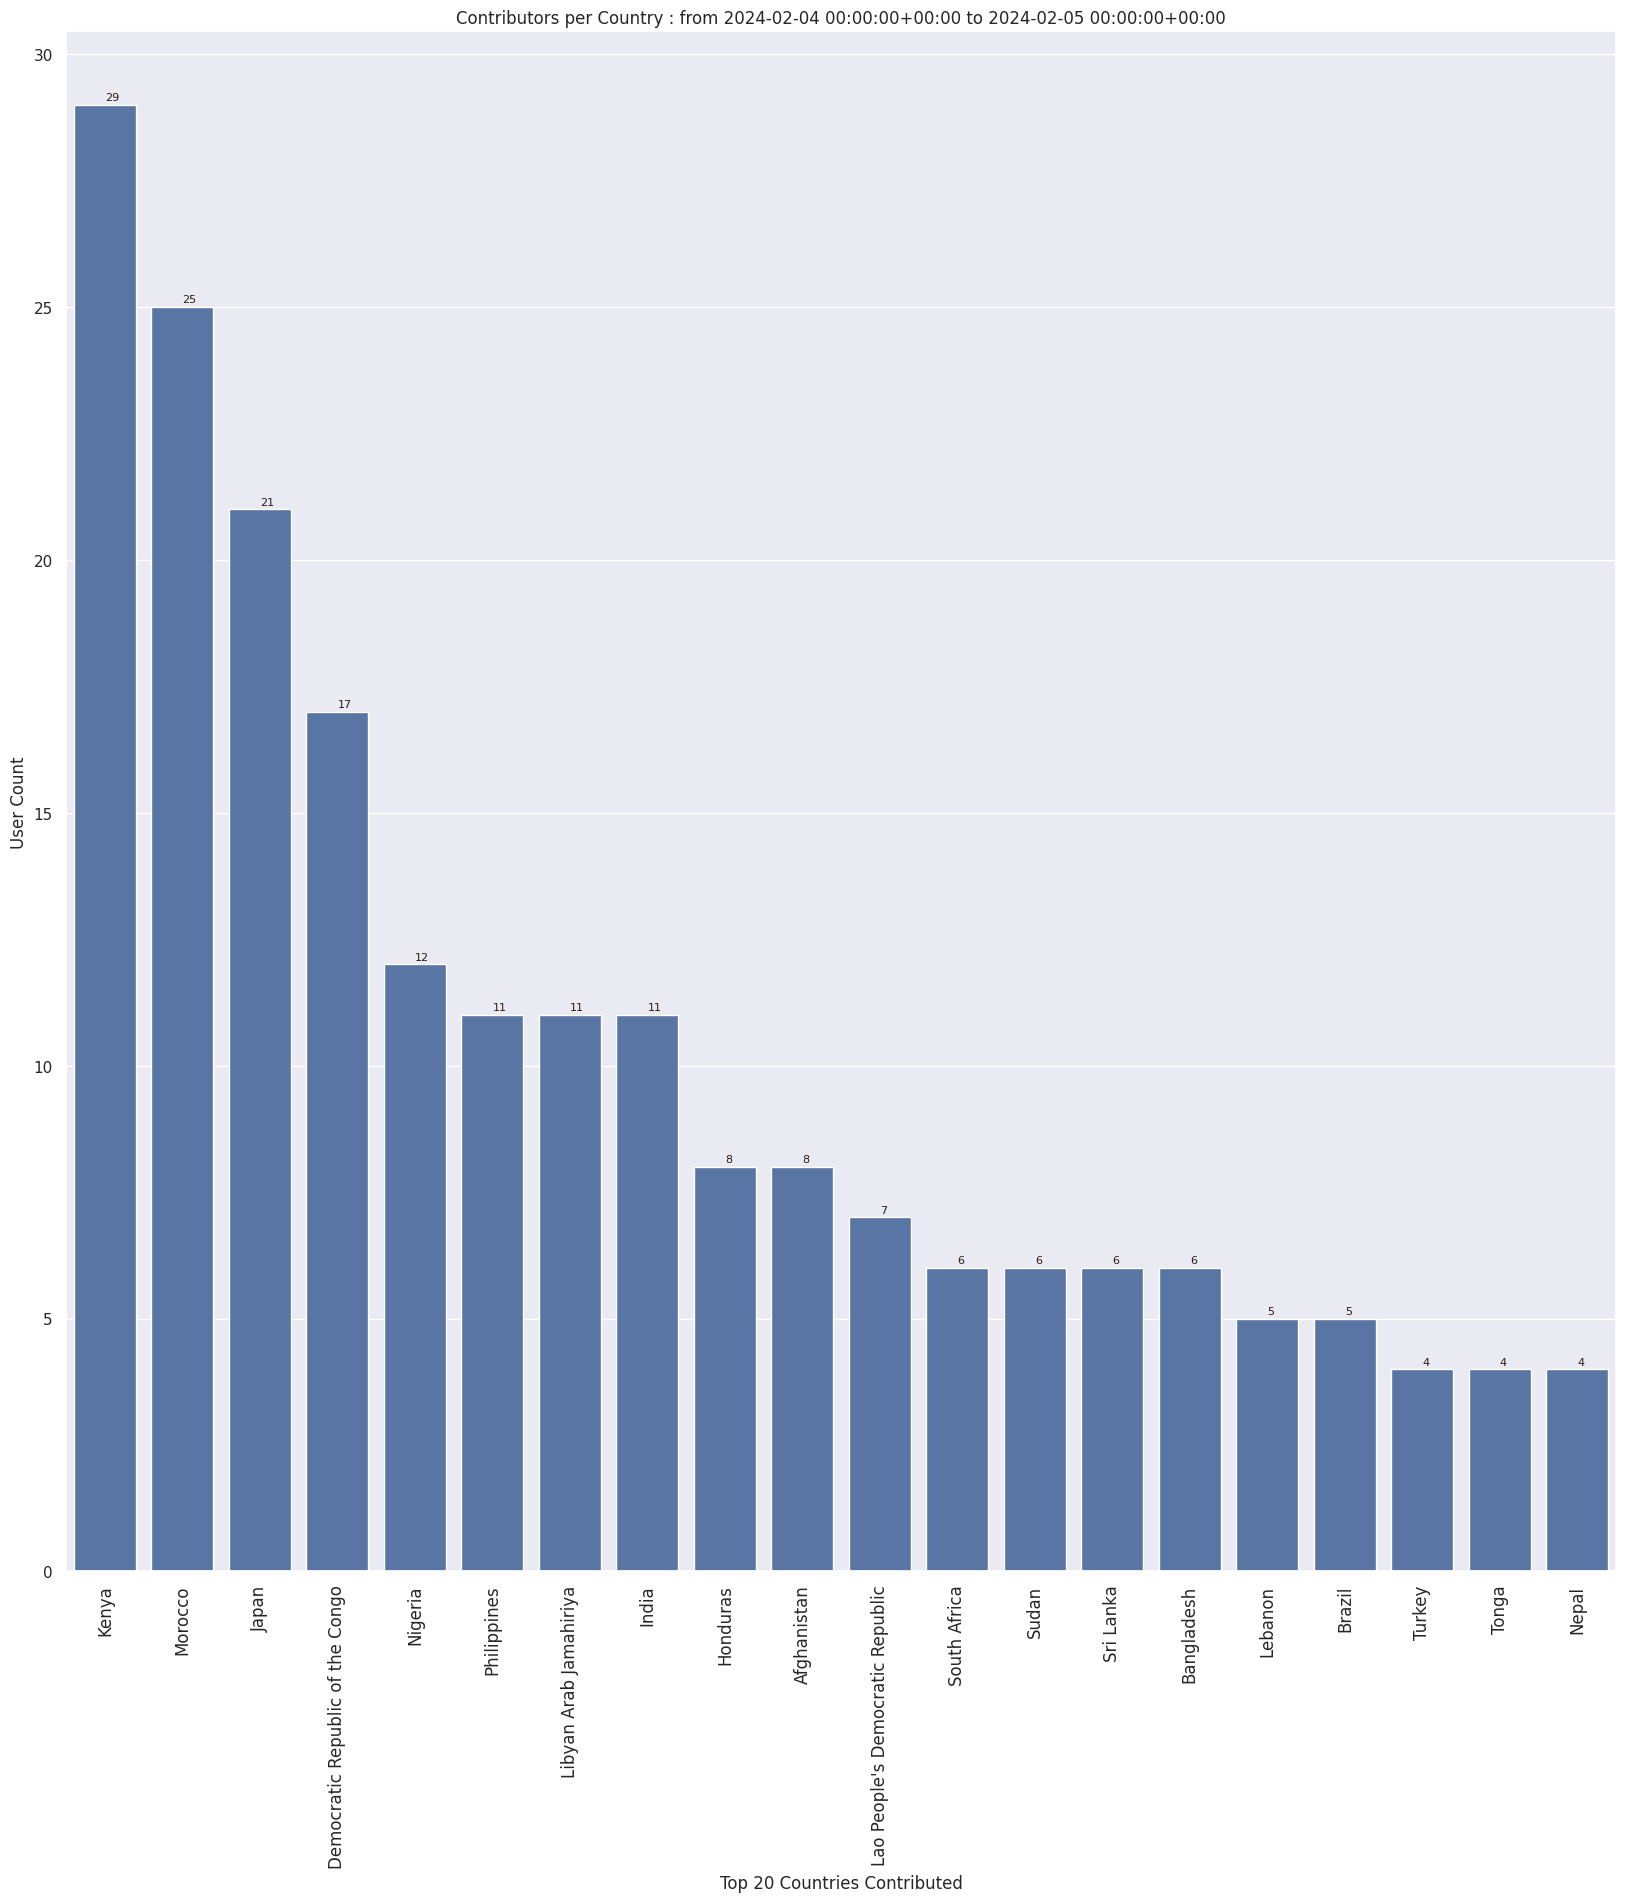 Contributors per Country : from 2024-02-04 00:00:00+00:00 to 2024-02-05 00:00:00+00:00
User Count
30
25
20
15
10
5
0
29
25
21
17
12
11
11
11
8
8
7
6
6
6
6
5
5
4
4
4
Kenya
Morocco
Japan
Democratic Republic of the Congo
Nigeria
Philippines
Libyan Arab Jamahiriya
India
Honduras
Afghanistan
Lao People's Democratic Republic
South Africa
Sudan
Sri Lanka
Bangladesh
Lebanon
Brazil
Turkey
Tonga
Nepal
Top 20 Countries Contributed